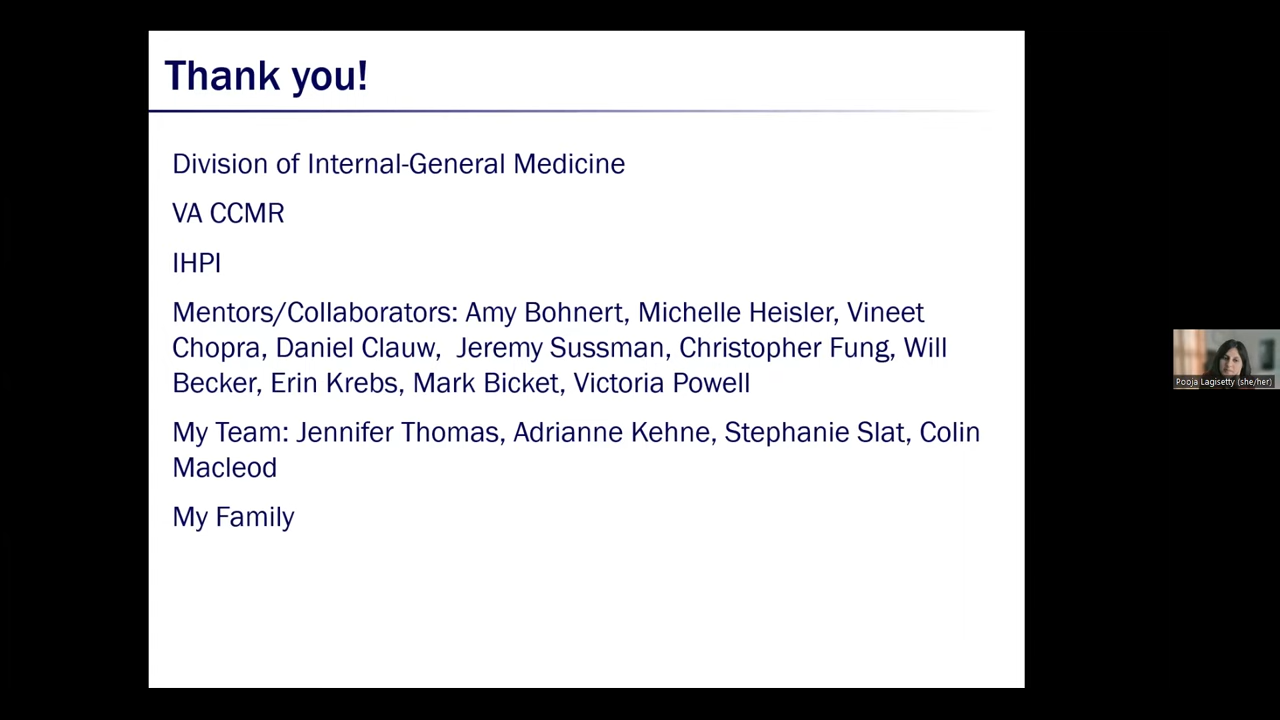 Thank you!
Division of Internal-General Medicine
VA CCMR
IHPI
Mentors/Collaborators: Amy Bohnert, Michelle Heisler, Vineet
Chopra, Daniel Clauw,  Jeremy Sussman, Christopher Fung, Will
Becker, Erin Krebs, Mark Bicket, Victoria Powell
My Team: Jennifer Thomas, Adrianne Kehne, Stephanie Slat, Colin
Macleod
My Family
Pooja Lagisetty (she/her)